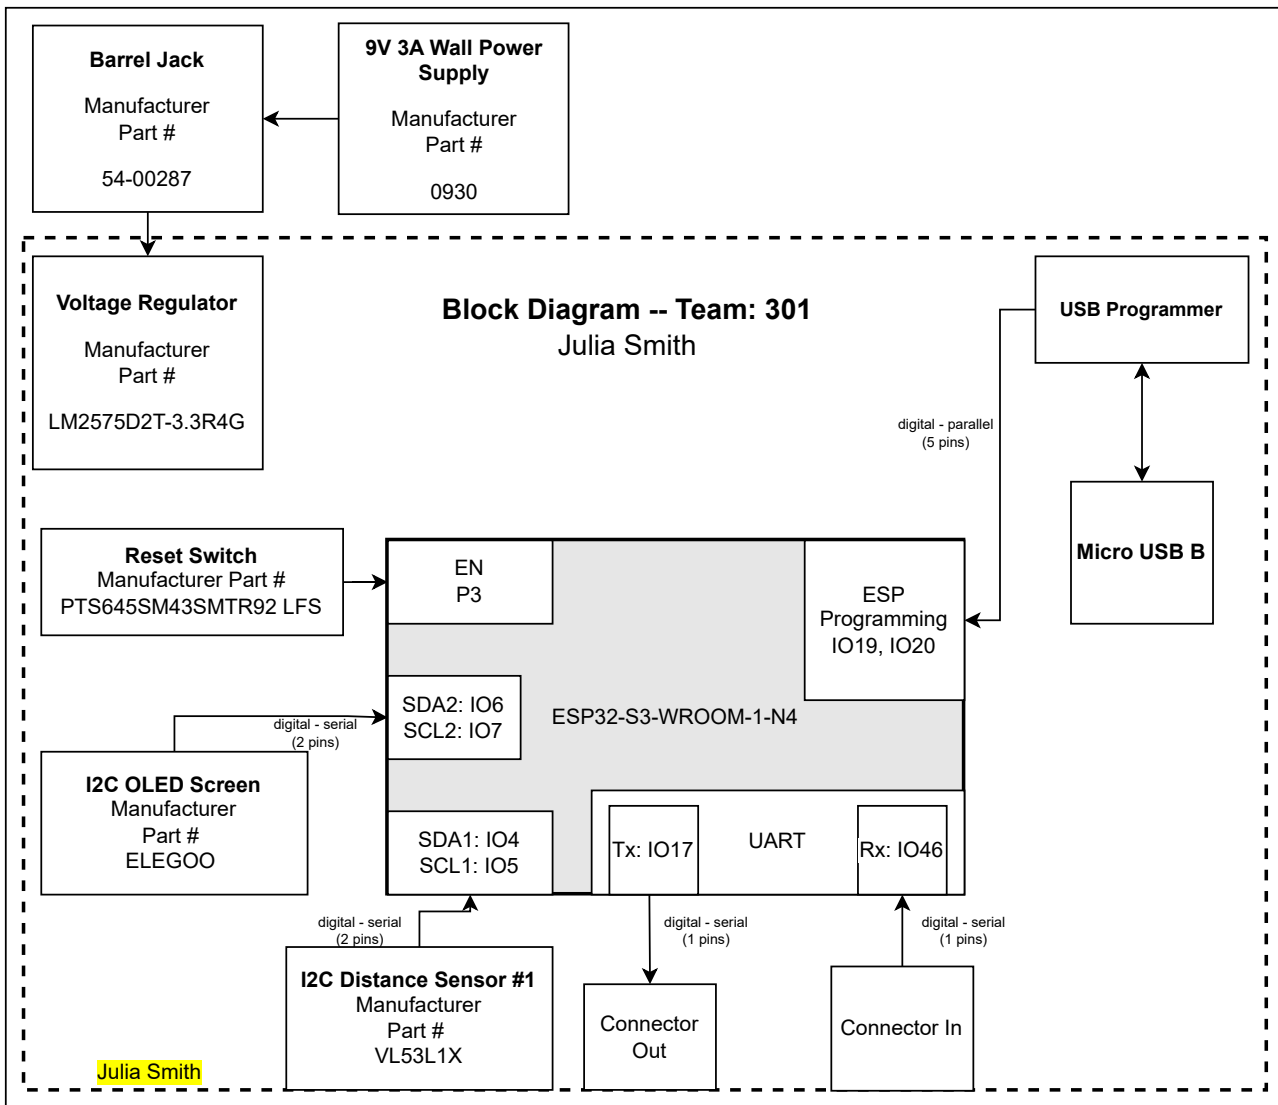 Barrel Jack
Manufacturer
Part #
54-00287
9V 3A Wall Power
Supply
Manufacturer
Part #
0930
Voltage Regulator
Manufacturer
Part #
LM2575D2T-3.3R4G
Block Diagram -- Team: 301
Julia Smith
USB Programmer
digital - parallel
(5 pins)
Micro USB B
Reset Switch
Manufacturer Part #
PTS645SM43SMTR92 LFS
EN
P3
ESP
Programming
IO19, IO20
SDA2: IO6
SCL2: IO7
ESP32-S3-WROOM-1-N4
digital - serial
(2 pins)
I2C OLED Screen
Manufacturer
Part #
ELEGOO
SDA1: IO4
SCL1: IO5
Tx: IO17
UART
Rx: IO46
digital - serial
(2 pins)
digital - serial
(1 pins)
digital - serial
(1 pins)
I2C Distance Sensor #1
Manufacturer
Part #
VL53L1X
Connector
Out
Connector In
Julia Smith